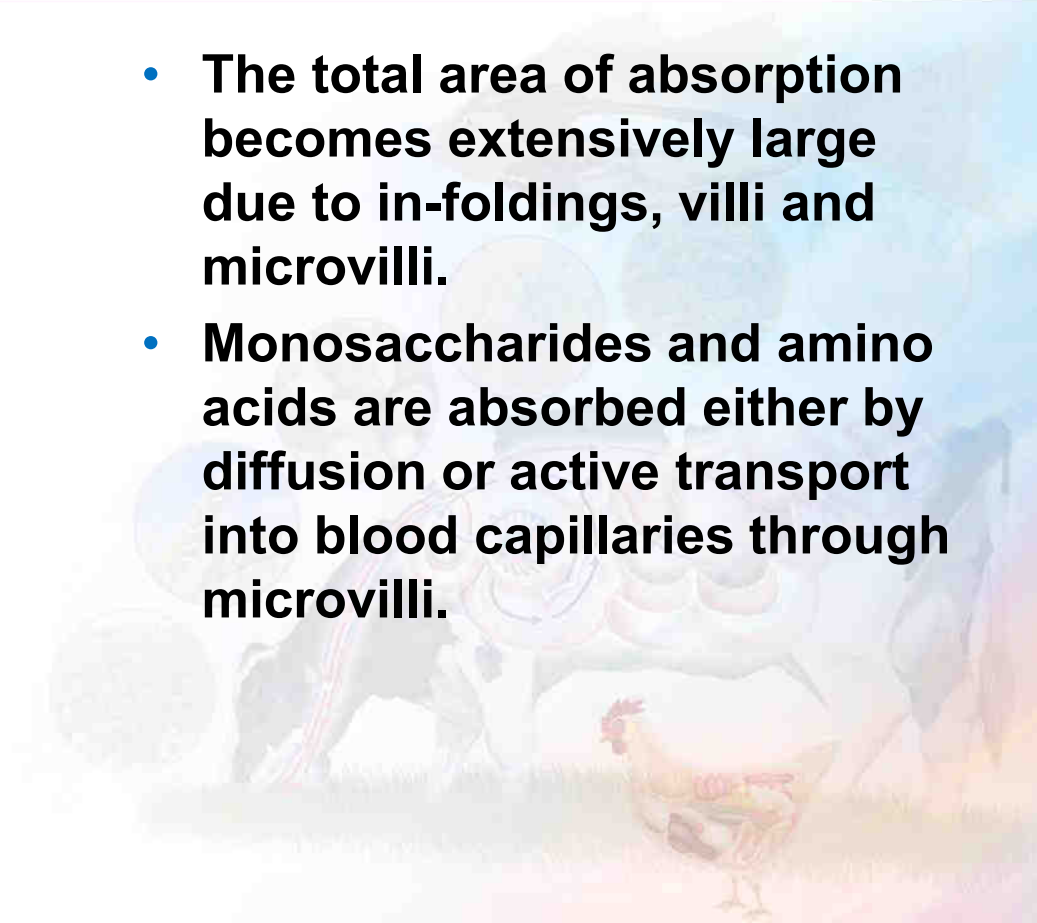 • The total area of absorption
becomes extensively large
due to in-foldings, villi and
microvilli.
• Monosaccharides and amino
acids are absorbed either by
diffusion or active transport
into blood capillaries through
microvilli.